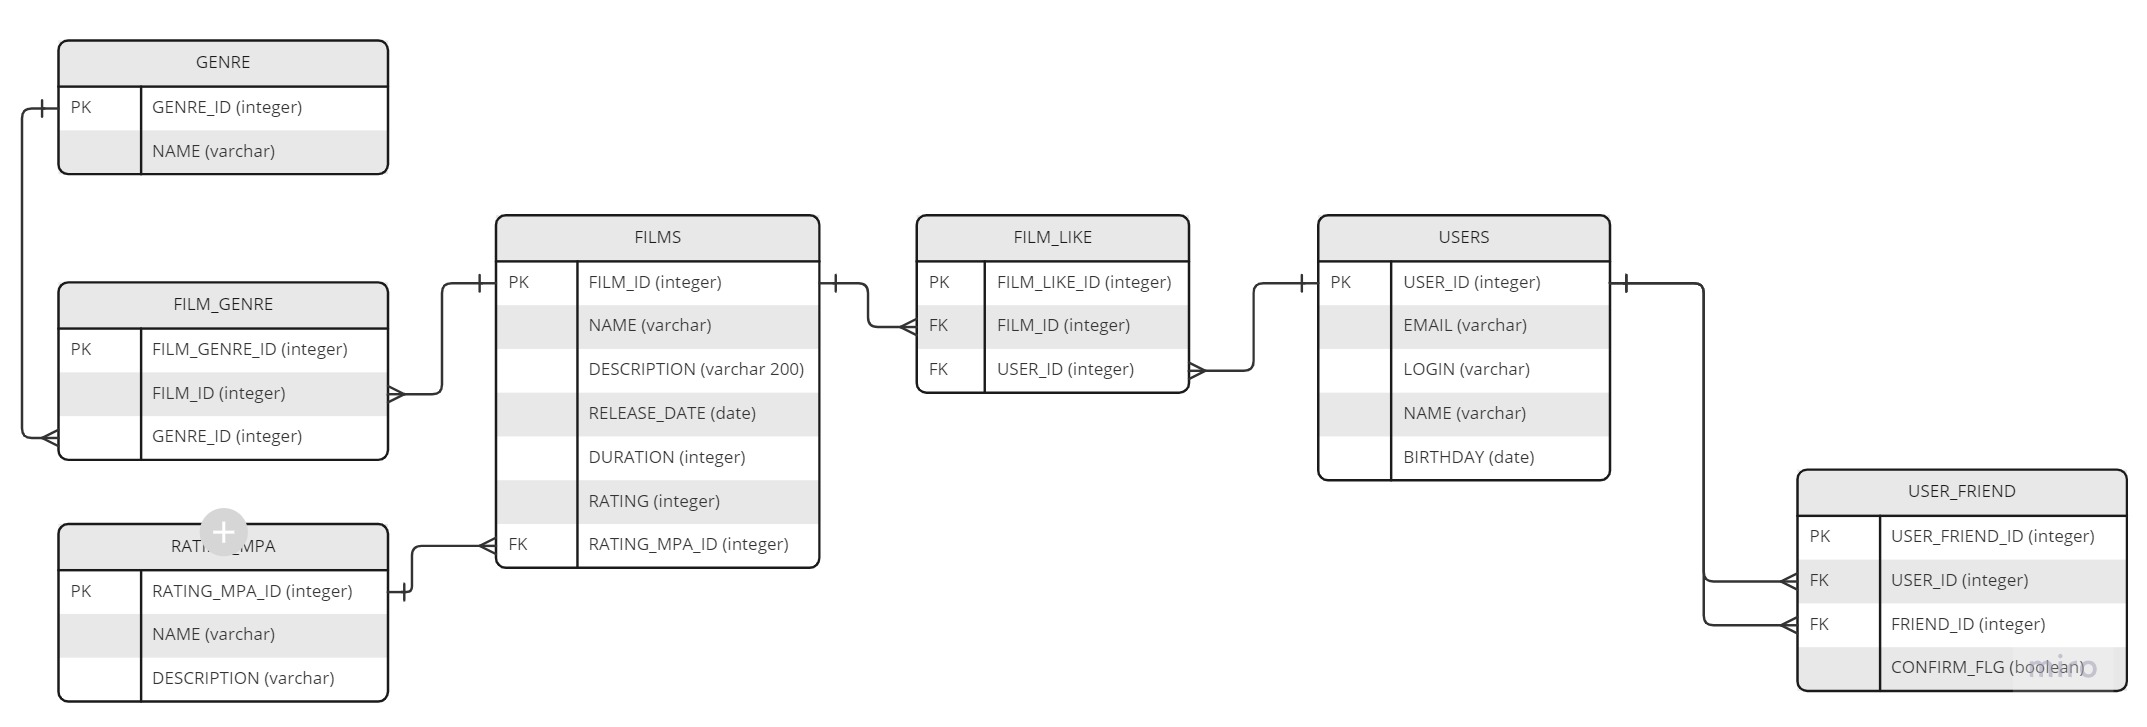 GENRE
PK GENRE_ID (integer)
NAME (varchar)
FILM_GENRE
PK FILM_GENRE_ID (integer)
FILM_ID (integer)
GENRE_ID (integer)
RATING_MPA
PK RATING_MPA_ID (integer)
NAME (varchar)
DESCRIPTION (varchar)
FILMS
PK FILM_ID (integer)
NAME (varchar)
DESCRIPTION (varchar 200)
RELEASE_DATE (date)
DURATION (integer)
RATING (integer)
FK RATING_MPA_ID (integer)
FILM_LIKE
PK FILM_LIKE_ID (integer)
FK FILM_ID (integer)
FK USER_ID (integer)
USERS
PK USER_ID (integer)
EMAIL (varchar)
LOGIN (varchar)
NAME (varchar)
BIRTHDAY (date)
USER_FRIEND
PK USER_FRIEND_ID (integer)
FK USER_ID (integer)
FK FRIEND_ID (integer)
CONFIRM_FLG (boolean)
miro